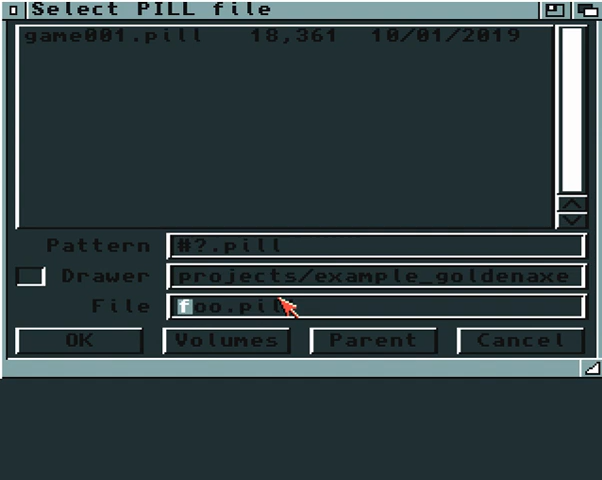 Select PILL file
game001.pill 18,361 10/01/2019
Pattern #?.pill
Drawer projects/example_goldenaxe
File foo.pill
OK Volumes Parent Cancel